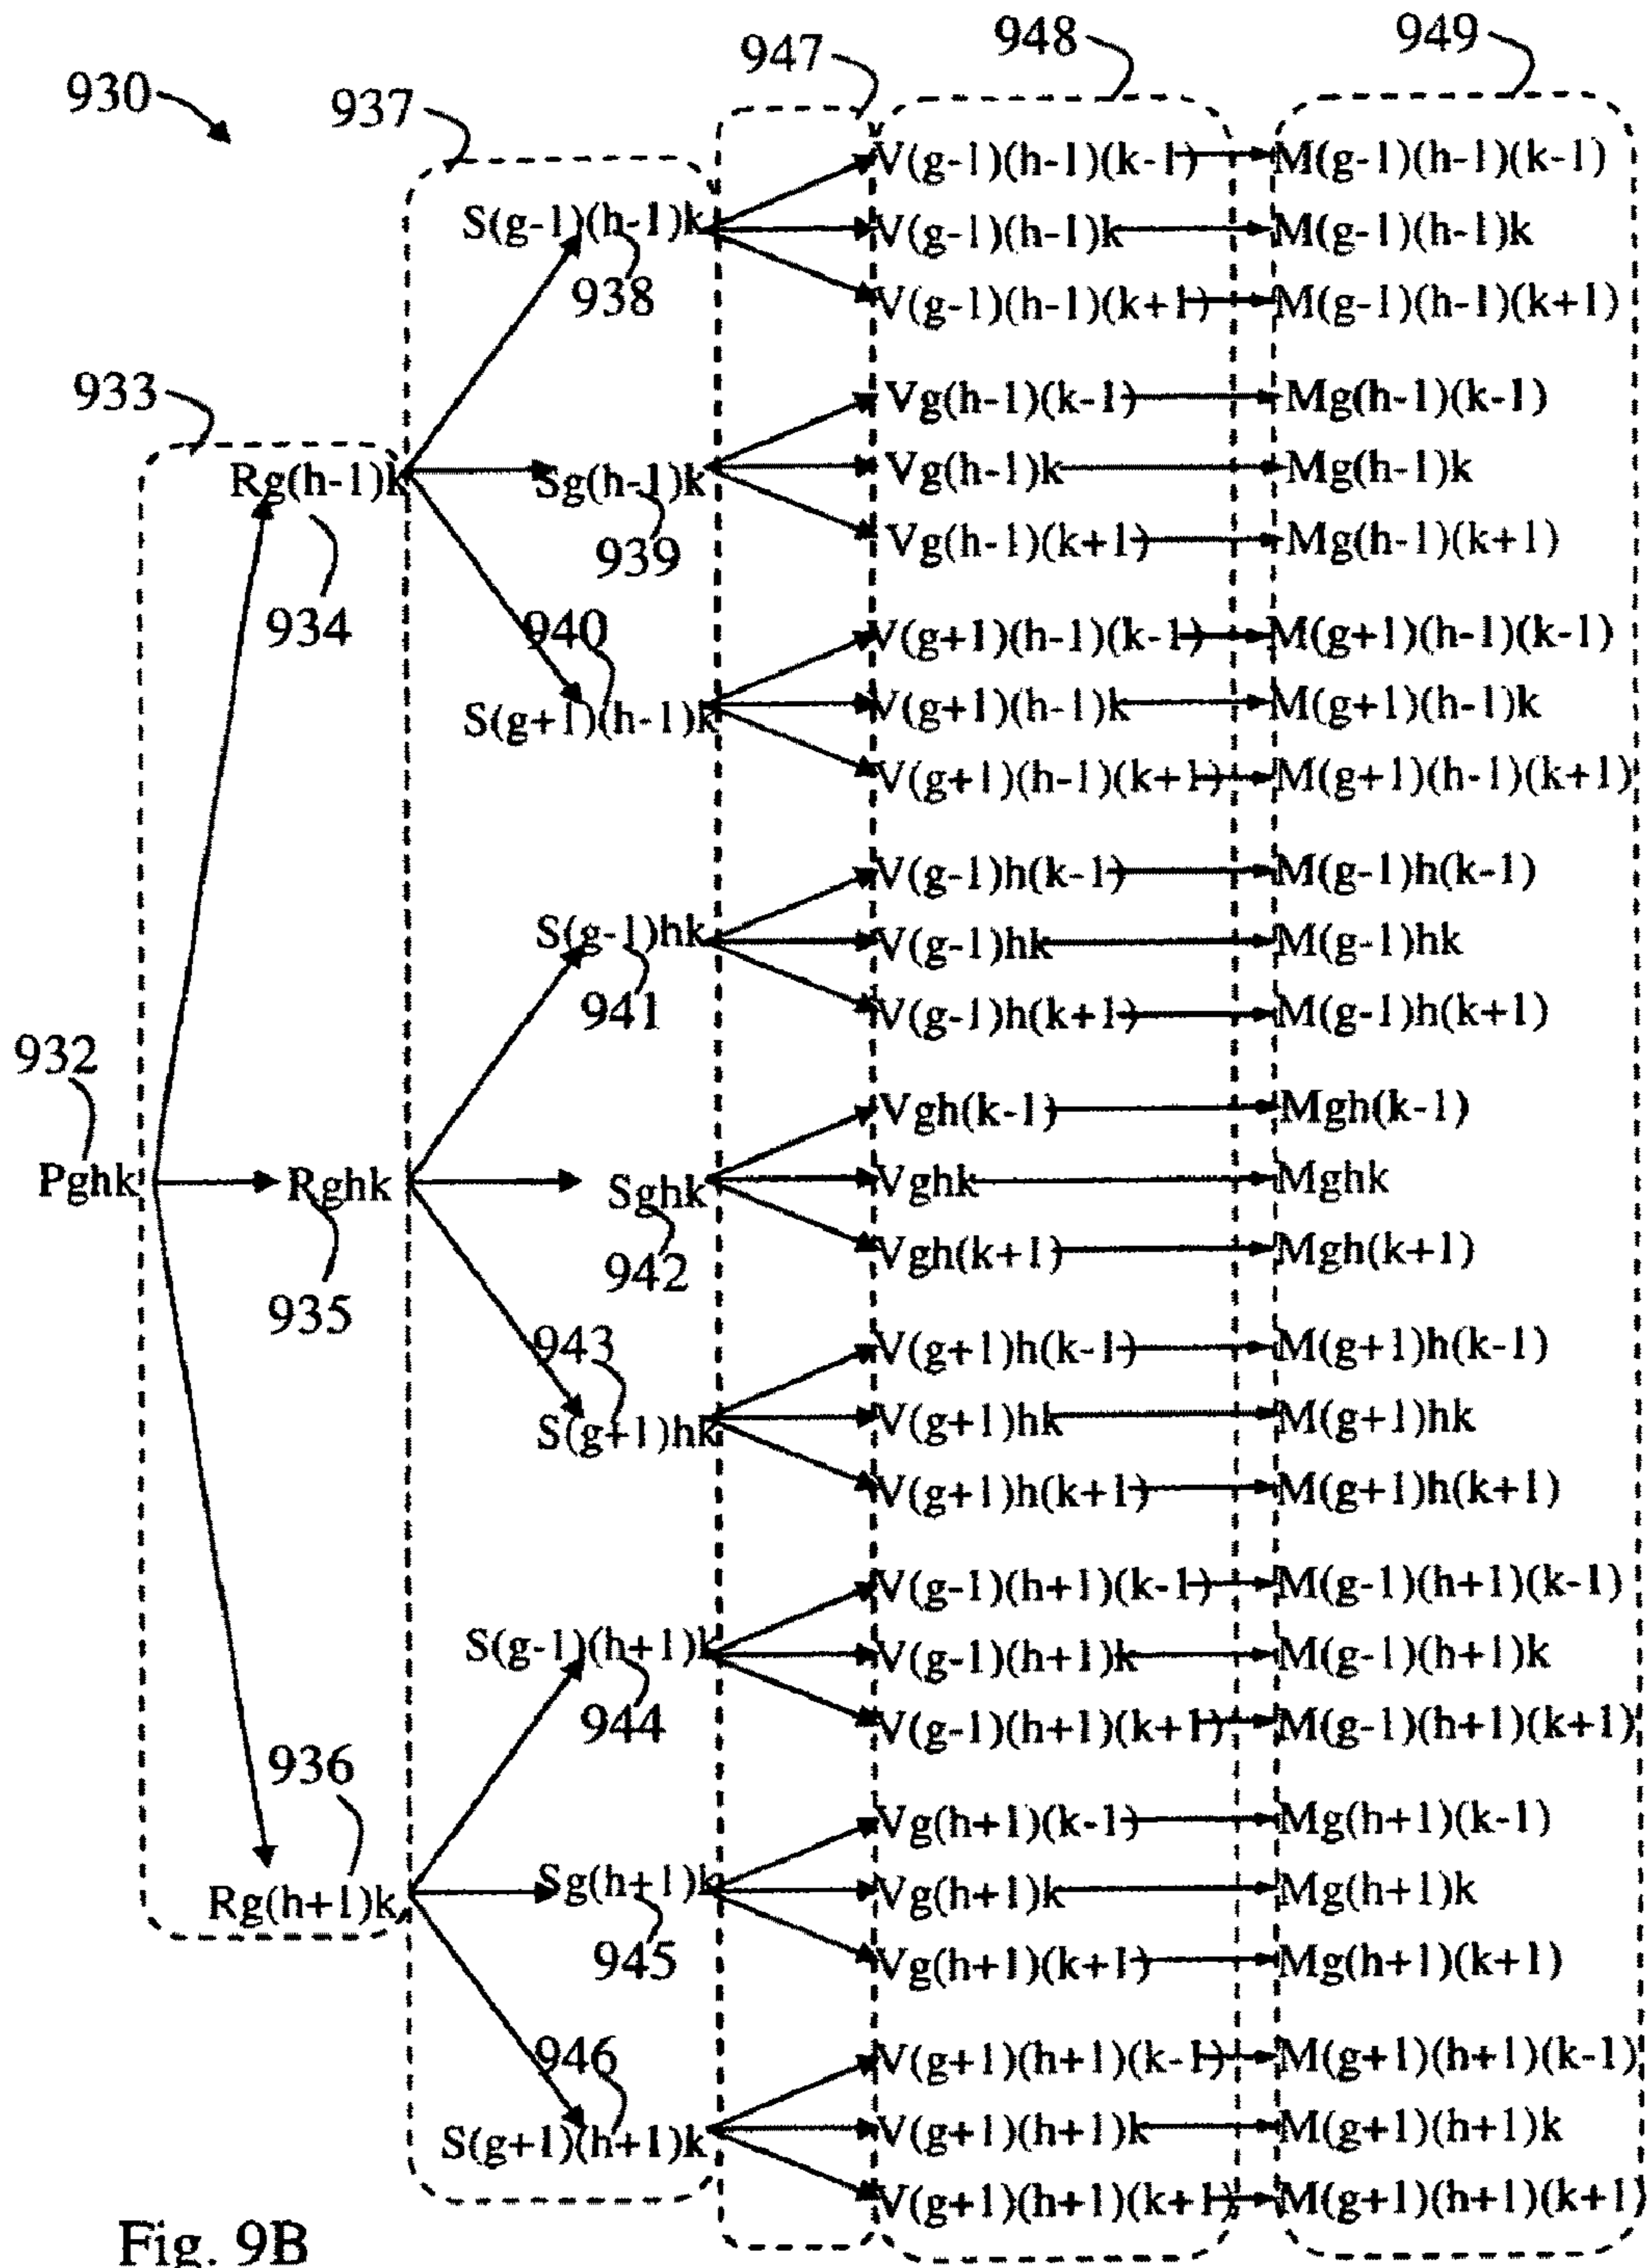 948
949
947
930
937
V(g-1)(h-1)(k-1) M(g-1)(h-1)(k-1)
S(g-1)(h-1)k V(g-1)(h-1)k M(g-1)(h-1)k
938 V(g-1)(h-1)(k+1) M(g-1)(h-1)(k+1)
933 Vg(h-1)(k-1) Mg(h-1)(k-1)
Rg(h-1)k Sg(h-1)k Vg(h-1)k Mg(h-1)k
939 Vg(h-1)(k+1) Mg(h-1)(k+1)
934 940 V(g+1)(h-1)(k-1) M(g+1)(h-1)(k-1)
S(g+1)(h-1)k V(g+1)(h-1)k M(g+1)(h-1)k
V(g+1)(h-1)(k+1) M(g+1)(h-1)(k+1)
V(g-1)h(k-1) M(g-1)h(k-1)
S(g-1)hk V(g-1)hk M(g-1)hk
941 V(g-1)h(k+1) M(g-1)h(k+1)
932
Vgh(k-1) Mgh(k-1)
Pghk Rghk Sghk Vghk Mghk
942 Vgh(k+1) Mgh(k+1)
935
943 V(g+1)h(k-1) M(g+1)h(k-1)
S(g+1)hk V(g+1)hk M(g+1)hk
V(g+1)h(k+1) M(g+1)h(k+1)
V(g-1)(h+1)(k-1) M(g-1)(h+1)(k-1)
S(g-1)(h+1)k V(g-1)(h+1)k M(g-1)(h+1)k
944 V(g-1)(h+1)(k+1) M(g-1)(h+1)(k+1)
936
Vg(h+1)(k-1) Mg(h+1)(k-1)
Rg(h+1)k Sg(h+1)k Vg(h+1)k Mg(h+1)k
945 Vg(h+1)(k+1) Mg(h+1)(k+1)
946 V(g+1)(h+1)(k-1) M(g+1)(h+1)(k-1)
S(g+1)(h+1)k V(g+1)(h+1)k M(g+1)(h+1)k
V(g+1)(h+1)(k+1) M(g+1)(h+1)(k+1)
Fig. 9B